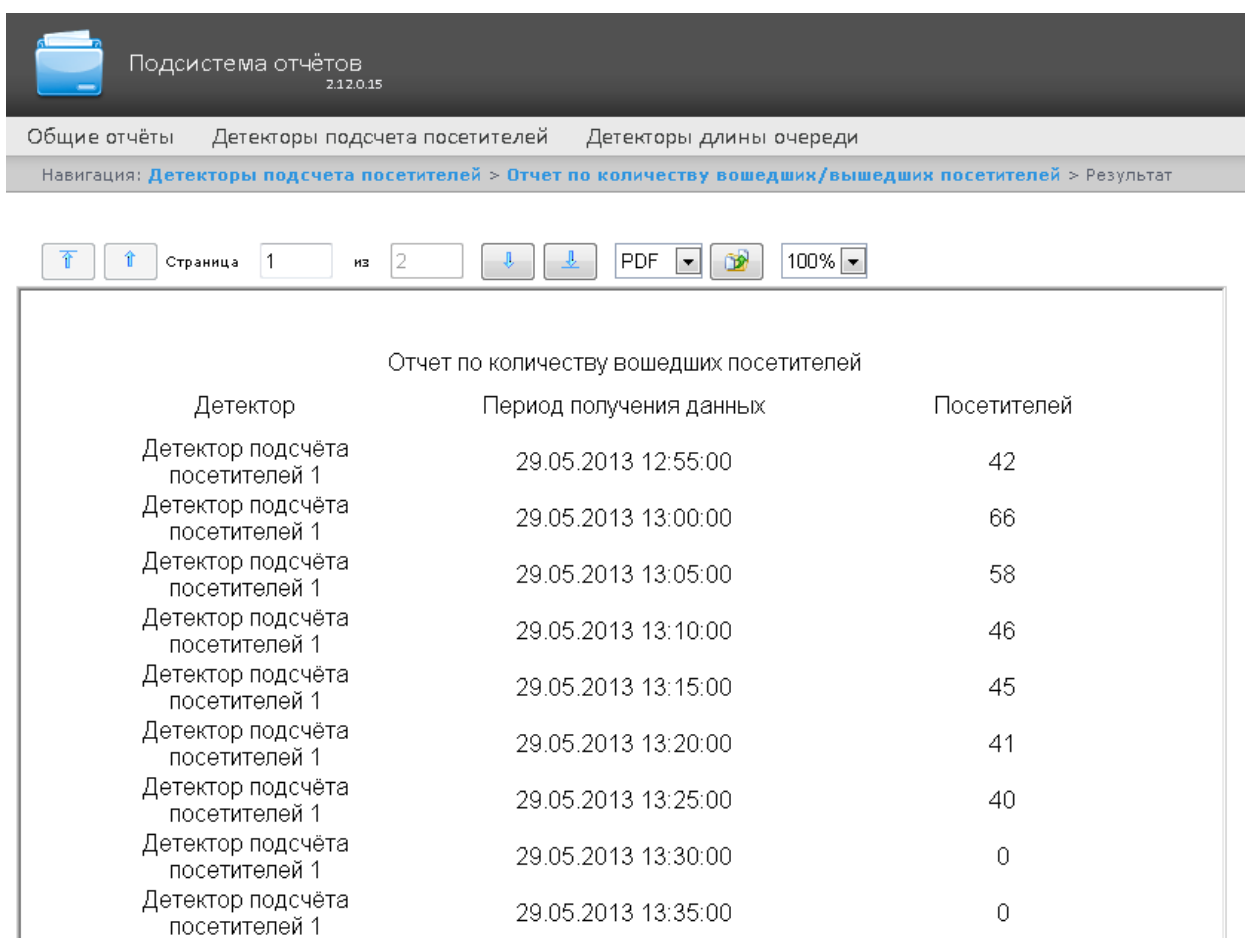 Подсистема отчётов
2.12.0.15
Общие отчёты Детекторы подсчета посетителей Детекторы длины очереди
Навигация: Детекторы подсчета посетителей > Отчет по количеству вошедших/вышедших посетителей > Результат
Страница 1 из 2 PDF 100%
Отчет по количеству вошедших посетителей
Детектор Период получения данных Посетителей
Детектор подсчёта
посетителей 1 29.05.2013 12:55:00 42
Детектор подсчёта
посетителей 1 29.05.2013 13:00:00 66
Детектор подсчёта
посетителей 1 29.05.2013 13:05:00 58
Детектор подсчёта
посетителей 1 29.05.2013 13:10:00 46
Детектор подсчёта
посетителей 1 29.05.2013 13:15:00 45
Детектор подсчёта
посетителей 1 29.05.2013 13:20:00 41
Детектор подсчёта
посетителей 1 29.05.2013 13:25:00 40
Детектор подсчёта
посетителей 1 29.05.2013 13:30:00 0
Детектор подсчёта
посетителей 1 29.05.2013 13:35:00 0